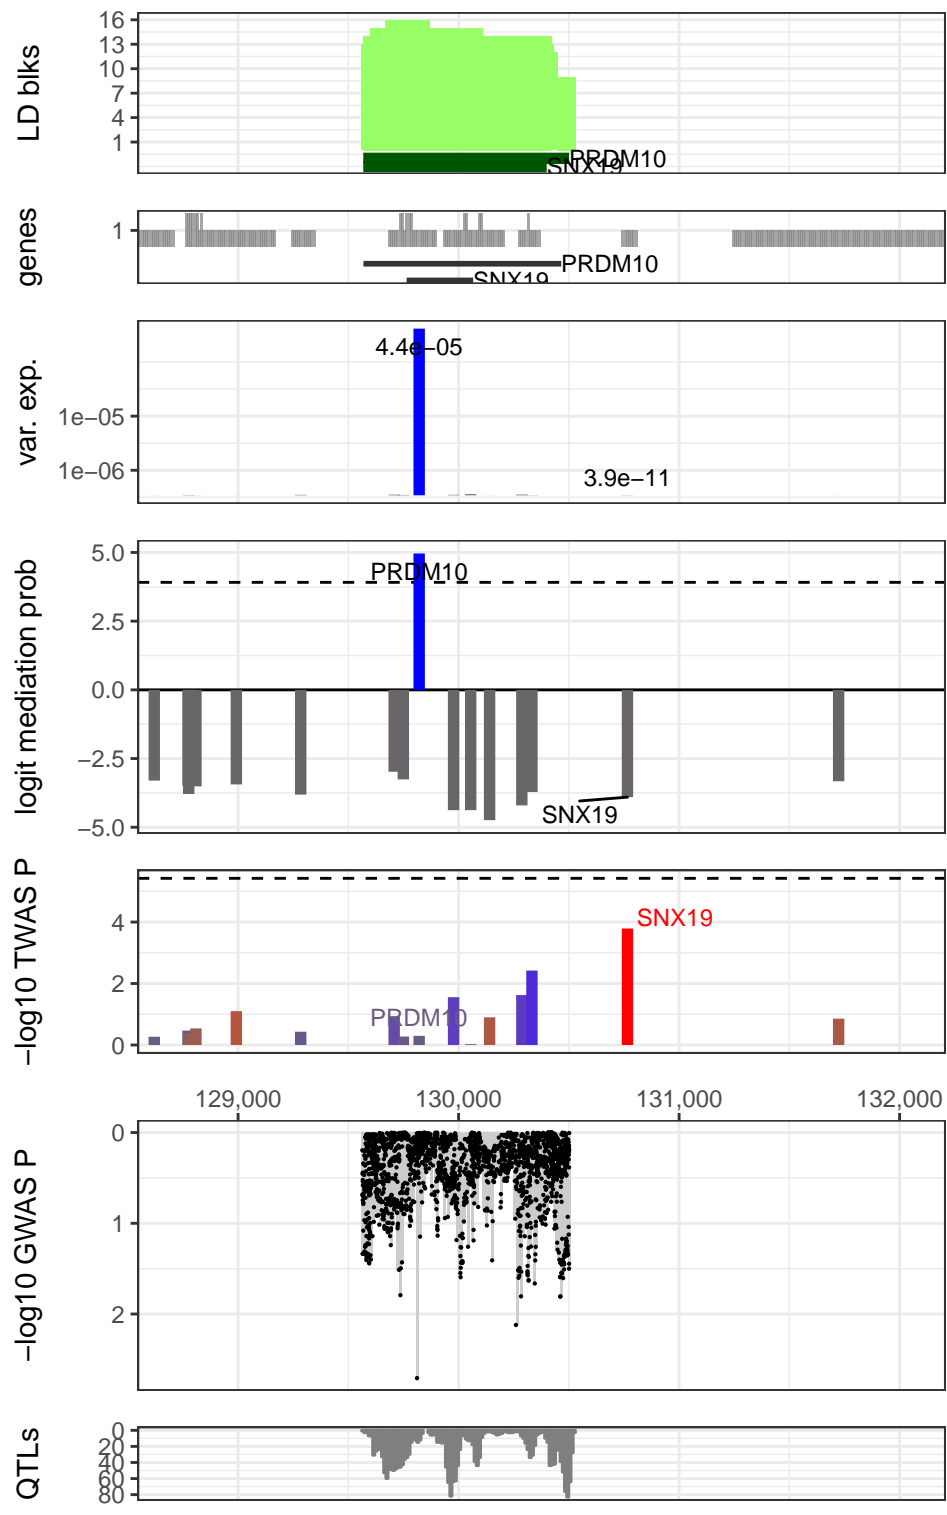 LD blks
16
13
10
7
4
1
PRDM10
SNX19
genes
1
PRDM10
SNX19
var. exp.
4.4e−05
1e−05
1e−06
3.9e−11
logit mediation prob
5.0
2.5
0.0
−2.5
−5.0
PRDM10
SNX19
−log10 TWAS P
4
2
0
SNX19
PRDM10
129,000 130,000 131,000 132,000
−log10 GWAS P
0
1
2
QTLs
0
20
40
60
80